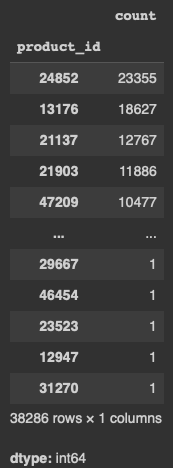 count
product_id
24852 23355
13176 18627
21137 12767
21903 11886
47209 10477
... ...
29667 1
46454 1
23523 1
12947 1
31270 1
38286 rows × 1 columns
dtype: int64